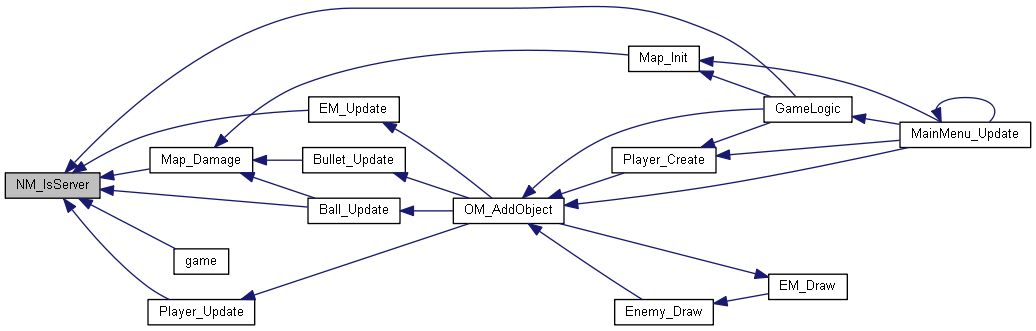 NM_IsServer
EM_Update
Map_Damage
Bullet_Update
Ball_Update
game
Player_Update
Map_Init
GameLogic
MainMenu_Update
Player_Create
OM_AddObject
EM_Draw
Enemy_Draw